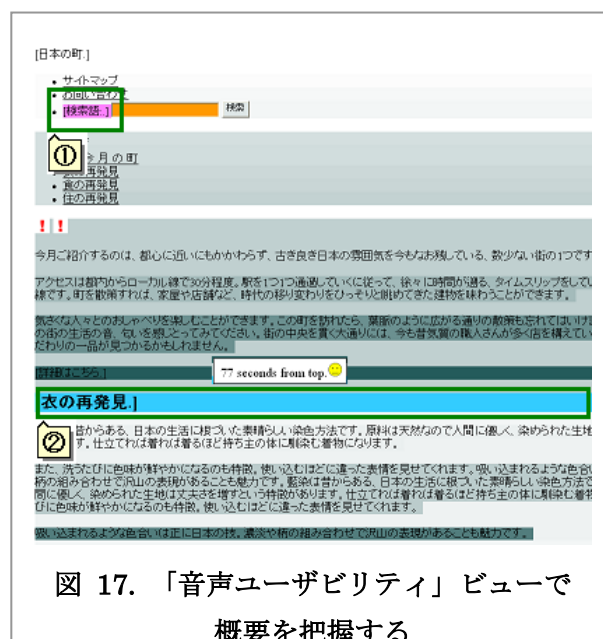 [日本の町.]
サイトマップ
お問い合わせ
[検索語:.] 検索
①
今月の町
衣の再発見
食の再発見
住の再発見
！！
今月ご紹介するのは、都心に近いにもかかわらず、古き良き日本の雰囲気を今もなお残している、数少ない街の1つです
アクセスは都内からローカル線で30分程度。駅を1つ1つ通過していくに従って、徐々に時間が遡る、タイムスリップをしてい
線です。町を散策すれば、家屋や店舗など、時代の移り変わりをひっそりと眺めてきた建物を味わうことができます。
気さくな人々とのおしゃべりを楽しむことができます。この町を訪れたら、葉脈のように広がる通りの散策も忘れてはいけま
の街の生活の音、匂いを感じとってみてください。街の中央を貫く大通りには、今も昔気質の職人さんが多く店を構えてい
だわりの一品が見つかるかもしれません。
[詳細はこちら.]
77 seconds from top.
衣の再発見.]
②
昔からある、日本の生活に根づいた素晴らしい染色方法です。原料は天然なので人間に優しく、染められた生地
す。仕立てれば着れば着るほど持ち主の体に馴染む着物になります。
また、洗うたびに色味が鮮やかになるのも特徴。使い込むほどに違った表情を見せてくれます。吸い込まれるような色合い
柄の組み合わせで沢山の表現があることも魅力です。藍染は昔からある、日本の生活に根づいた素晴らしい染色方法で
間に優しく、染められた生地は丈夫さを増すという特徴があります。仕立てれば着れば着るほど持ち主の体に馴染む着物
びに色味が鮮やかになるのも特徴。使い込むほどに違った表情を見せてくれます。
吸い込まれるような色合いは正に日本の技。濃淡や柄の組み合わせで沢山の表現があることも魅力です。
図 17. 「音声ユーザビリティ」ビューで
概要を把握する